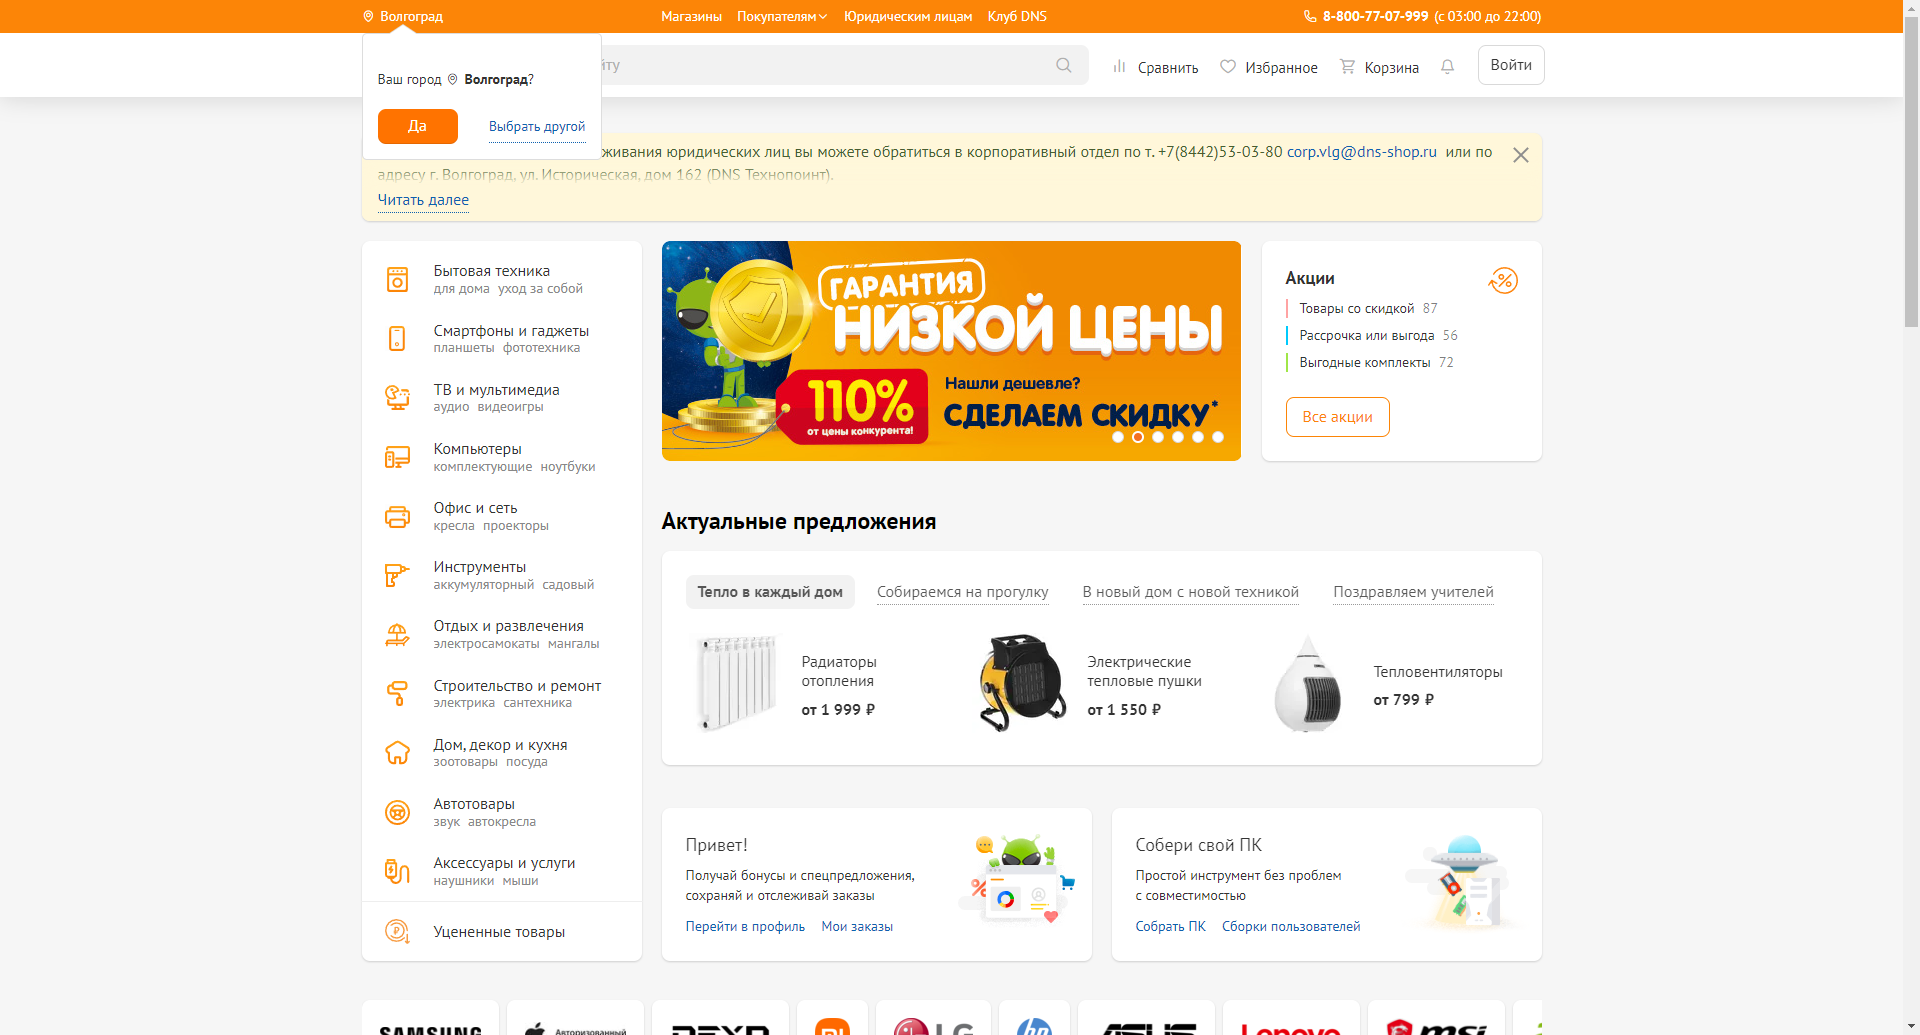 Волгоград
Магазины
Покупателям
Юридическим лицам
Клуб DNS
8-800-77-07-999 (с 03:00 до 22:00)
Ваш город Волгоград?
Да
Выбрать другой
Сравнить
Избранное
Корзина
Войти
юридических лиц вы можете обратиться в корпоративный отдел по т. +7(8442)53-03-80 corp.vlg@dns-shop.ru или по
адресу г. Волгоград, ул. Историческая, дом 162 (DNS Технопоинт).
Читать далее
Бытовая техника
для дома уход за собой
Смартфоны и гаджеты
планшеты фототехника
ТВ и мультимедиа
аудио видеоигры
Компьютеры
комплектующие ноутбуки
Офис и сеть
кресла проекторы
Инструменты
аккумуляторный садовый
Отдых и развлечения
электросамокаты мангалы
Строительство и ремонт
электрика сантехника
Дом, декор и кухня
зоотовары посуда
Автотовары
звук автокресла
Аксессуары и услуги
наушники мыши
Уцененные товары
ГАРАНТИЯ
НИЗКОЙ ЦЕНЫ
110%
от цены конкурента!
Нашли дешевле?
СДЕЛАЕМ СКИДКУ*
Акции
Товары со скидкой 87
Рассрочка или выгода 56
Выгодные комплекты 72
Все акции
Актуальные предложения
Тепло в каждый дом
Собираемся на прогулку
В новый дом с новой техникой
Поздравляем учителей
Радиаторы
отопления
от 1 999 ₽
Электрические
тепловые пушки
от 1 550 ₽
Тепловентиляторы
от 799 ₽
Привет!
Получай бонусы и спецпредложения,
сохраняй и отслеживай заказы
Перейти в профиль Мои заказы
Собери свой ПК
Простой инструмент без проблем
с совместимостью
Собрать ПК Сборки пользователей
SAMSUNG
Авторизованный
DEXP
LG
hp
ASUS
Lenovo
msi